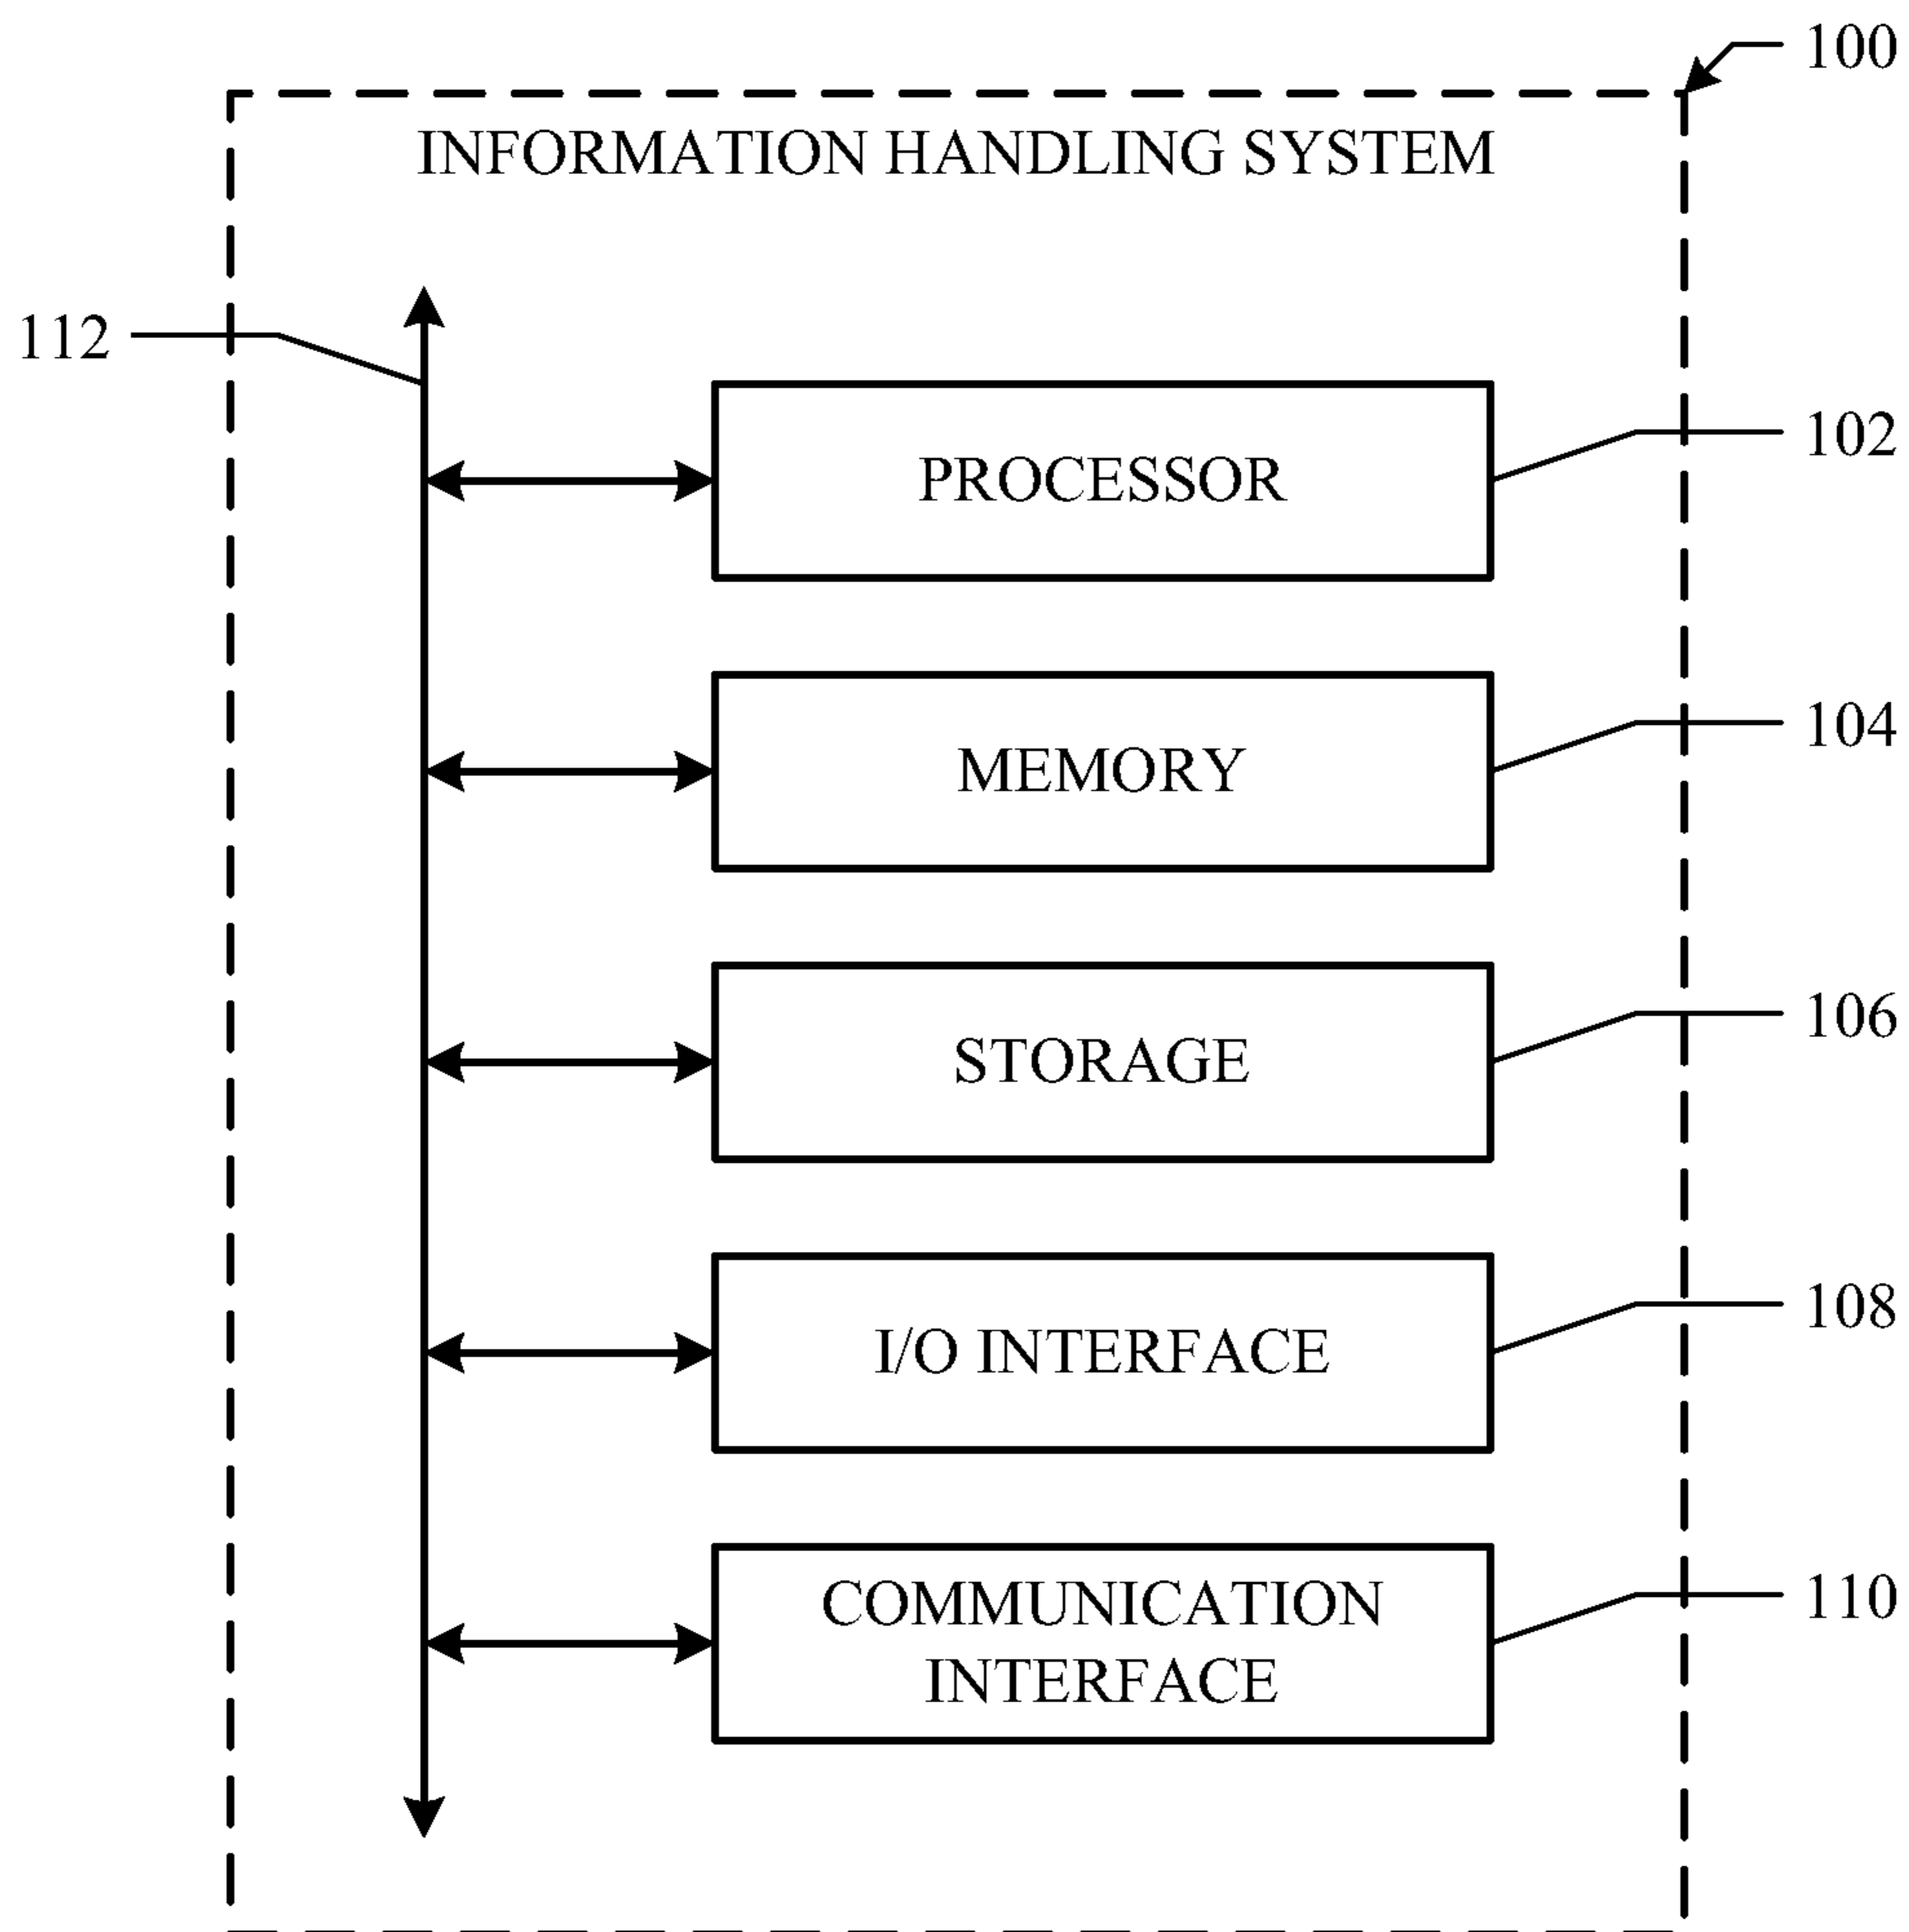 100
INFORMATION HANDLING SYSTEM
112
PROCESSOR
102
MEMORY
104
STORAGE
106
I/O INTERFACE
108
COMMUNICATION
INTERFACE
110